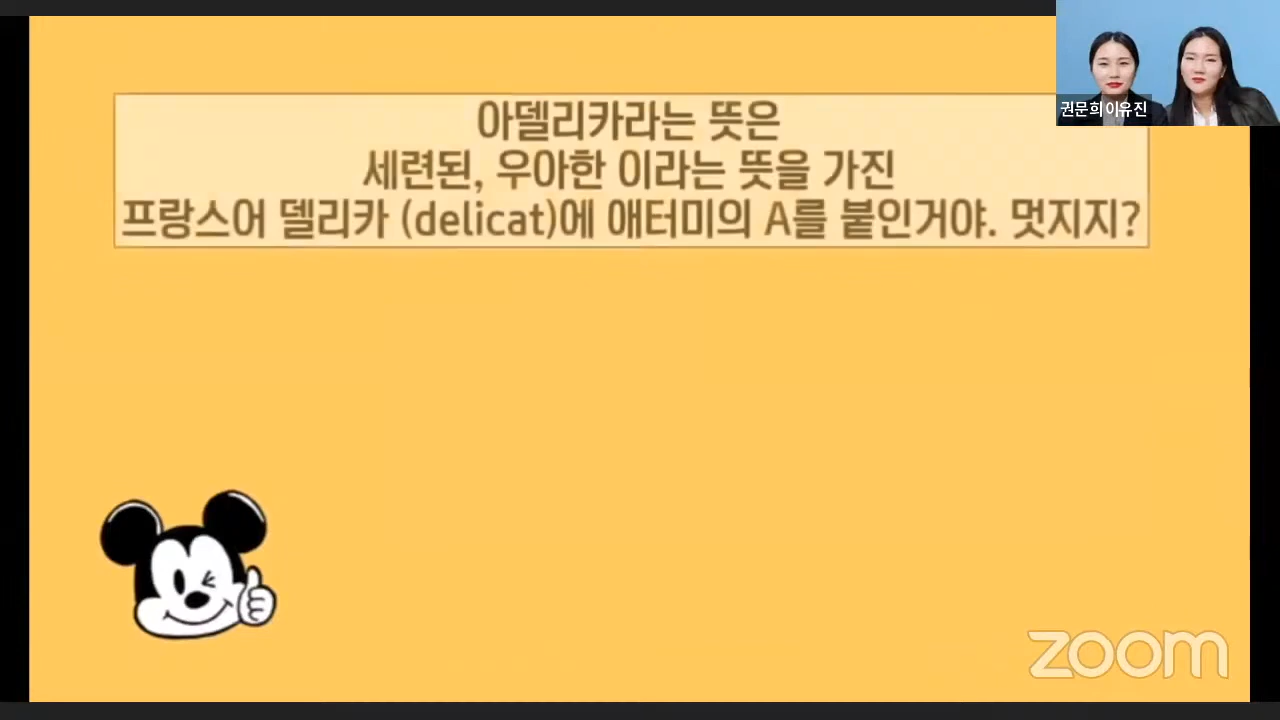 아델리카라는 뜻은
세련된, 우아한 이라는 뜻을 가진
프랑스어 델리카 (delicat)에 애터미의 A를 붙인거야. 멋지지?
권문희 이유진
zoom